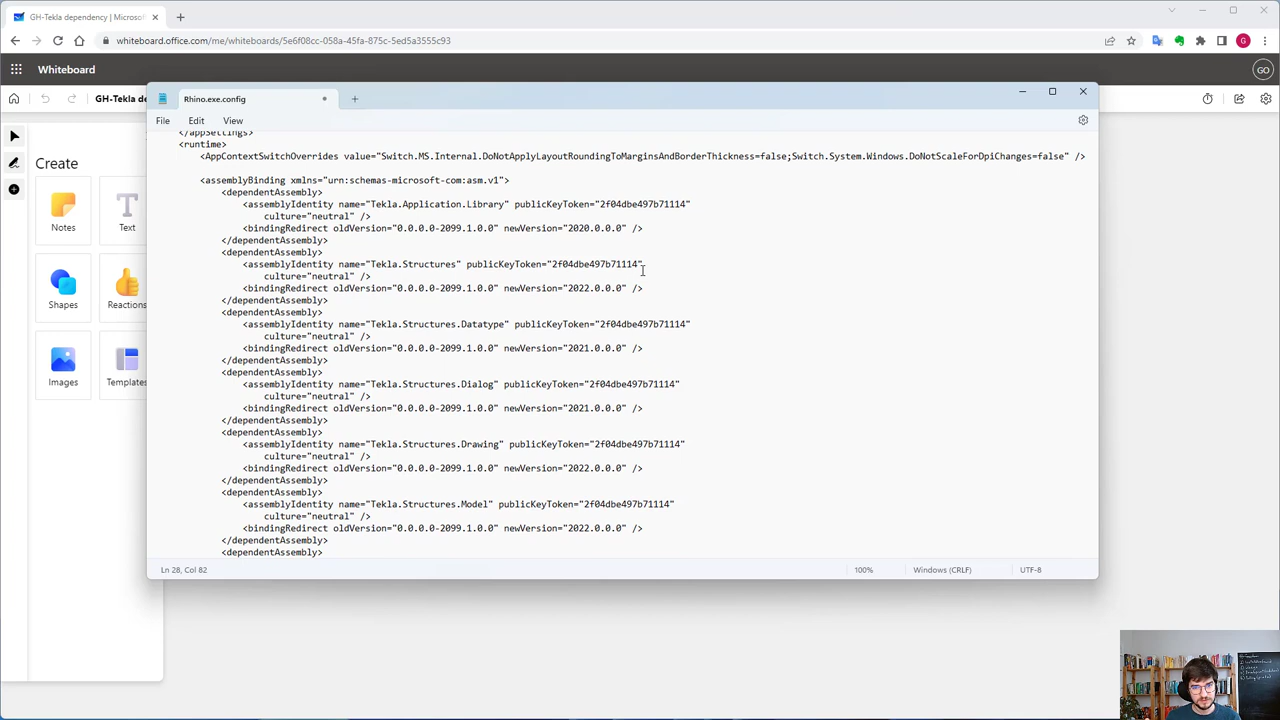 GH-Tekla dependency | Microsof
whiteboard.office.com/me/whiteboards/5e6f08cc-058a-45fa-875c-5ed5a3555c93
G
Whiteboard
GO
GH-Tekla de
Rhino.exe.config
File Edit View
Create
Notes
Text
Shapes
Reactions
Images
Templates
</appSettings>
<runtime>
<AppContextSwitchOverrides value="Switch.MS.Internal.DoNotApplyLayoutRoundingToMarginsAndBorderThickness=false;Switch.System.Windows.DoNotScaleForDpiChanges=false" />
<assemblyBinding xmlns="urn:schemas-microsoft-com:asm.v1">
<dependentAssembly>
<assemblyIdentity name="Tekla.Application.Library" publicKeyToken="2f04dbe497b71114"
culture="neutral" />
<bindingRedirect oldVersion="0.0.0.0-2099.1.0.0" newVersion="2020.0.0.0" />
</dependentAssembly>
<dependentAssembly>
<assemblyIdentity name="Tekla.Structures" publicKeyToken="2f04dbe497b71114"
culture="neutral" />
<bindingRedirect oldVersion="0.0.0.0-2099.1.0.0" newVersion="2022.0.0.0" />
</dependentAssembly>
<dependentAssembly>
<assemblyIdentity name="Tekla.Structures.Datatype" publicKeyToken="2f04dbe497b71114"
culture="neutral" />
<bindingRedirect oldVersion="0.0.0.0-2099.1.0.0" newVersion="2021.0.0.0" />
</dependentAssembly>
<dependentAssembly>
<assemblyIdentity name="Tekla.Structures.Dialog" publicKeyToken="2f04dbe497b71114"
culture="neutral" />
<bindingRedirect oldVersion="0.0.0.0-2099.1.0.0" newVersion="2021.0.0.0" />
</dependentAssembly>
<dependentAssembly>
<assemblyIdentity name="Tekla.Structures.Drawing" publicKeyToken="2f04dbe497b71114"
culture="neutral" />
<bindingRedirect oldVersion="0.0.0.0-2099.1.0.0" newVersion="2022.0.0.0" />
</dependentAssembly>
<dependentAssembly>
<assemblyIdentity name="Tekla.Structures.Model" publicKeyToken="2f04dbe497b71114"
culture="neutral" />
<bindingRedirect oldVersion="0.0.0.0-2099.1.0.0" newVersion="2022.0.0.0" />
</dependentAssembly>
<dependentAssembly>
Ln 28, Col 82
100%
Windows (CRLF)
UTF-8